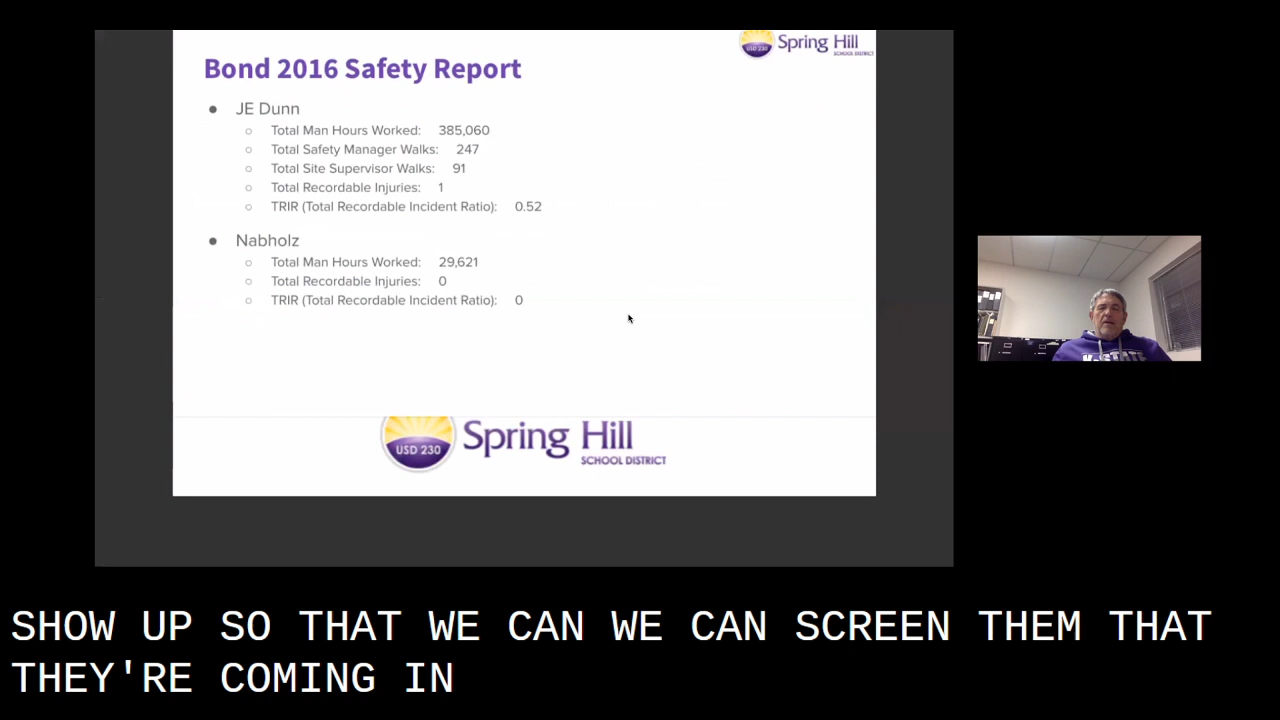 USD 230 Spring Hill
SCHOOL DISTRICT
Bond 2016 Safety Report
● JE Dunn
○ Total Man Hours Worked: 385,060
○ Total Safety Manager Walks: 247
○ Total Site Supervisor Walks: 91
○ Total Recordable Injuries: 1
○ TRIR (Total Recordable Incident Ratio): 0.52
● Nabholz
○ Total Man Hours Worked: 29,621
○ Total Recordable Injuries: 0
○ TRIR (Total Recordable Incident Ratio): 0
USD 230 Spring Hill
SCHOOL DISTRICT
K-STATE
SHOW UP SO THAT WE CAN WE CAN SCREEN THEM THAT
THEY'RE COMING IN